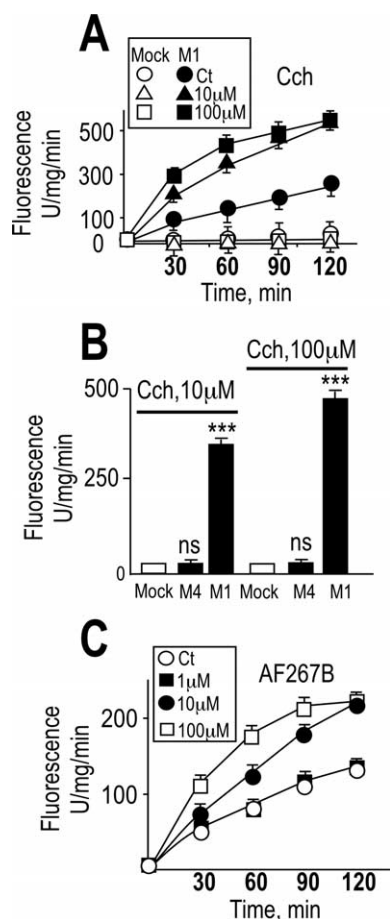 A
Mock M1
Ct
10μM
100μM
Cch
Fluorescence
U/mg/min
500
300
100
0
30 60 90 120
Time, min
B
Cch,100μM
Cch,10μM
***
***
ns
ns
Fluorescence
U/mg/min
500
250
0
Mock M4 M1 Mock M4 M1
C
Ct
1μM
10μM
100μM
AF267B
Fluorescence
U/mg/min
200
100
30 60 90 120
Time, min